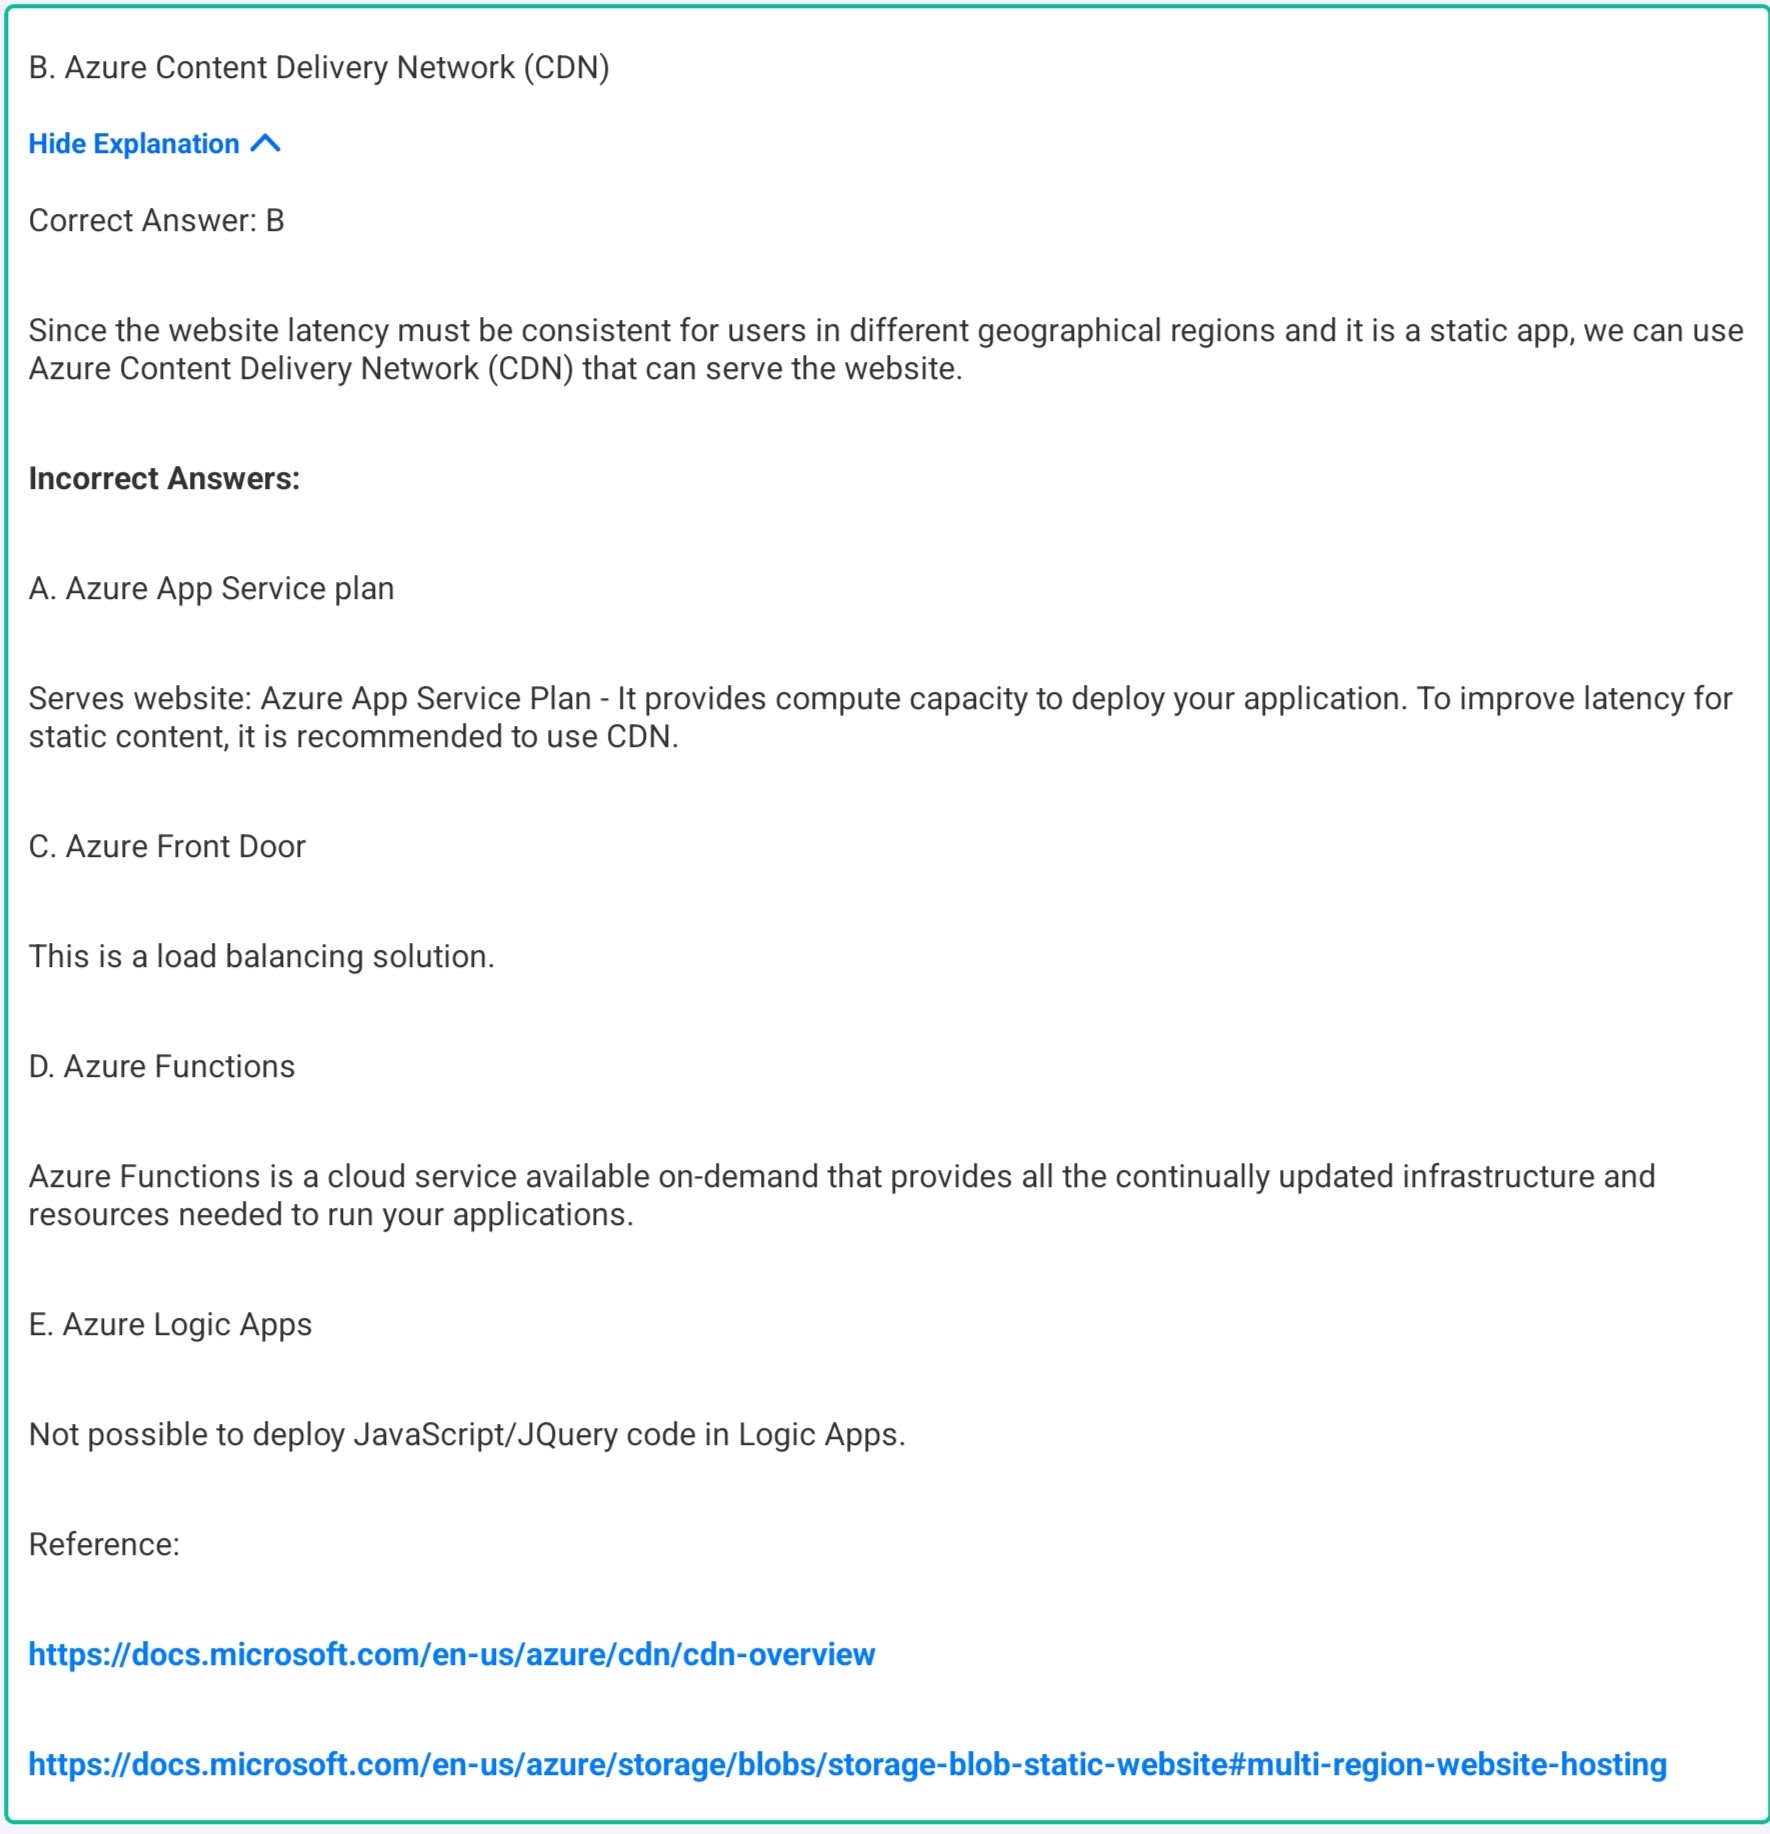 B. Azure Content Delivery Network (CDN)
Hide Explanation
Correct Answer: B
Since the website latency must be consistent for users in different geographical regions and it is a static app, we can use
Azure Content Delivery Network (CDN) that can serve the website.
Incorrect Answers:
A. Azure App Service plan
Serves website: Azure App Service Plan - It provides compute capacity to deploy your application. To improve latency for
static content, it is recommended to use CDN.
C. Azure Front Door
This is a load balancing solution.
D. Azure Functions
Azure Functions is a cloud service available on-demand that provides all the continually updated infrastructure and
resources needed to run your applications.
E. Azure Logic Apps
Not possible to deploy JavaScript/JQuery code in Logic Apps.
Reference:
https://docs.microsoft.com/en-us/azure/cdn/cdn-overview
https://docs.microsoft.com/en-us/azure/storage/blobs/storage-blob-static-website#multi-region-website-hosting